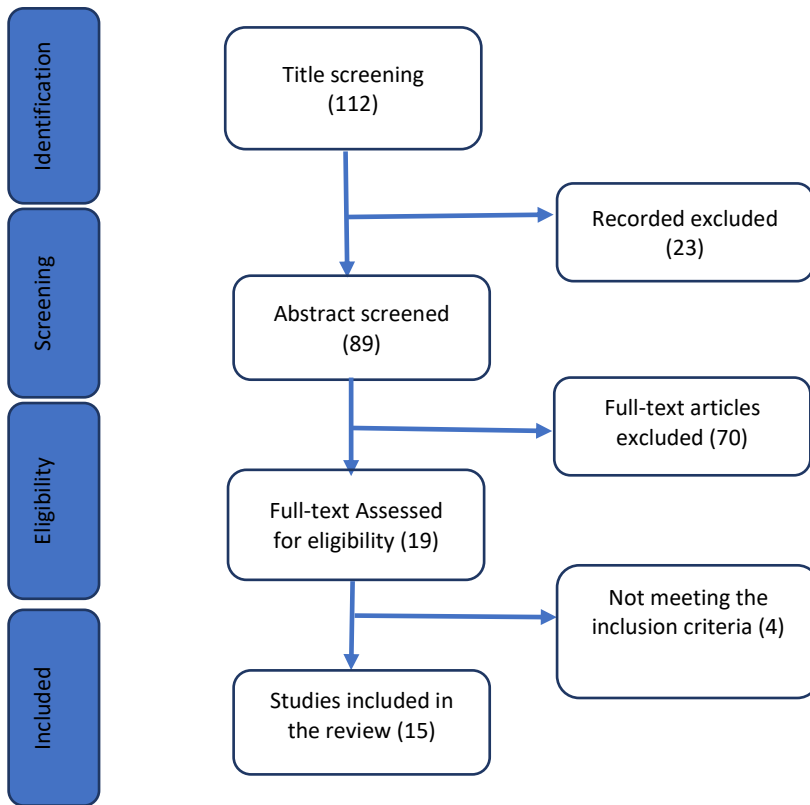 Identification
Title screening
(112)
Recorded excluded
(23)
Screening
Abstract screened
(89)
Full-text articles
excluded (70)
Eligibility
Full-text Assessed
for eligibility (19)
Not meeting the
inclusion criteria (4)
Included
Studies included in
the review (15)